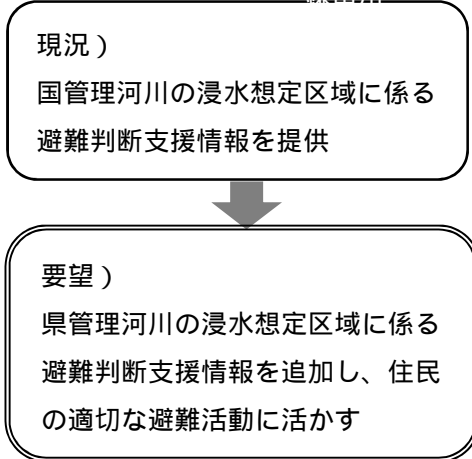 現況）
国管理河川の浸水想定区域に係る
避難判断支援情報を提供
要望）
県管理河川の浸水想定区域に係る
避難判断支援情報を追加し、住民
の適切な避難活動に活かす